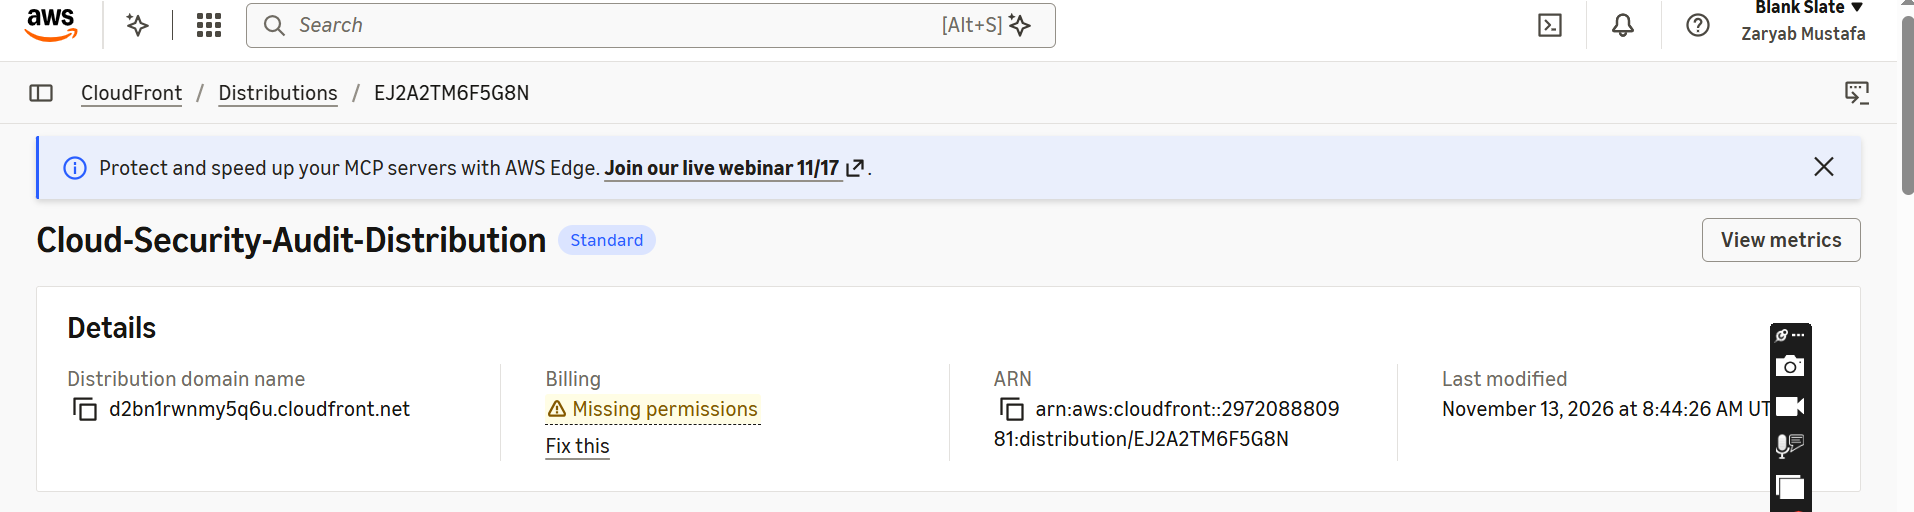 aws
Search
[Alt+S]
Blank Slate
Zaryab Mustafa
CloudFront / Distributions / EJ2A2TM6F5G8N
Protect and speed up your MCP servers with AWS Edge. Join our live webinar 11/17 .
Cloud-Security-Audit-Distribution
Standard
View metrics
Details
Distribution domain name
d2bn1rwnmy5q6u.cloudfront.net
Billing
Missing permissions
Fix this
ARN
arn:aws:cloudfront::2972088809
81:distribution/EJ2A2TM6F5G8N
Last modified
November 13, 2026 at 8:44:26 AM UT